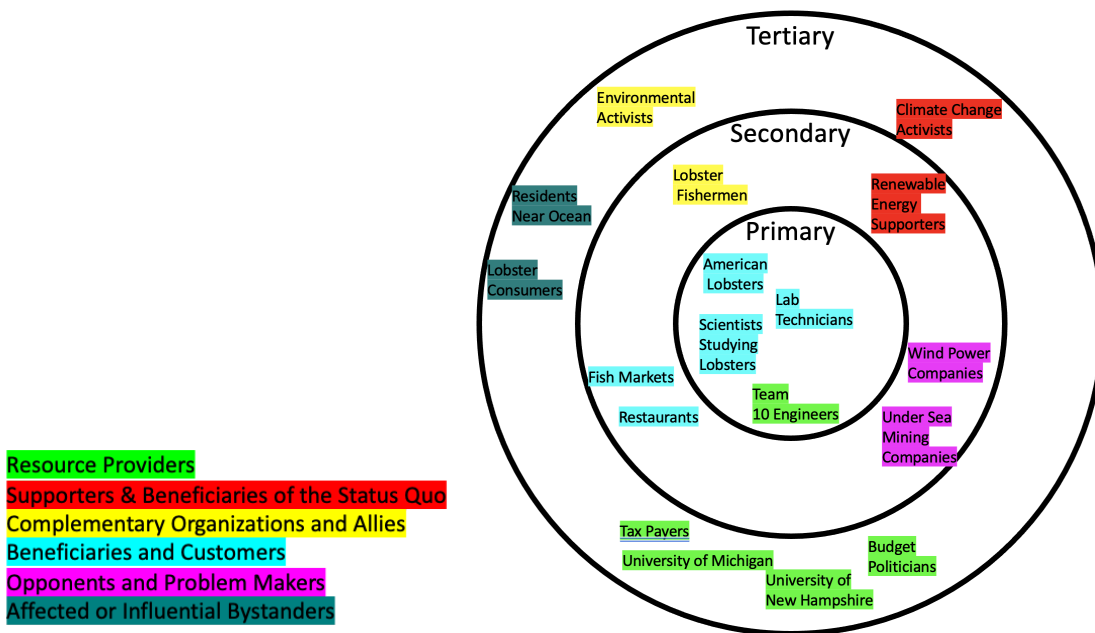 Tertiary
Environmental
Activists
Climate Change
Activists
Secondary
Lobster
Fishermen
Renewable
Energy
Supporters
Residents
Near Ocean
Primary
American
Lobsters
Lobster
Consumers
Lab
Technicians
Scientists
Studying
Lobsters
Wind Power
Companies
Fish Markets
Team
10 Engineers
Restaurants
Under Sea
Mining
Companies
Resource Providers
Supporters & Beneficiaries of the Status Quo
Complementary Organizations and Allies
Beneficiaries and Customers
Opponents and Problem Makers
Affected or Influential Bystanders
Tax Payers
University of Michigan
Budget
Politicians
University of
New Hampshire